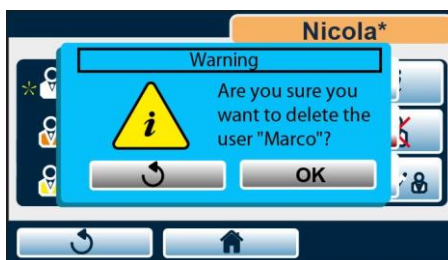 Nicola*
Warning
Are you sure you
want to delete the
user "Marco"?
i
OK